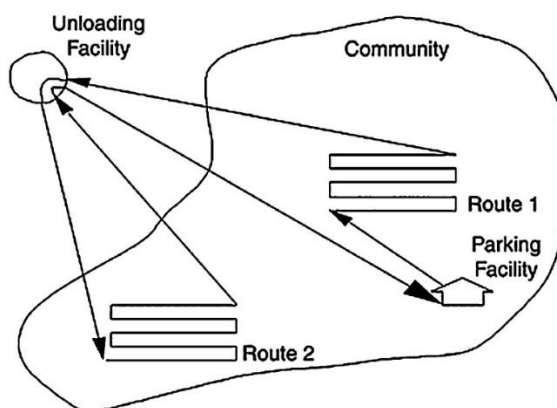 Unloading
Facility
Community
Route 1
Parking
Facility
Route 2